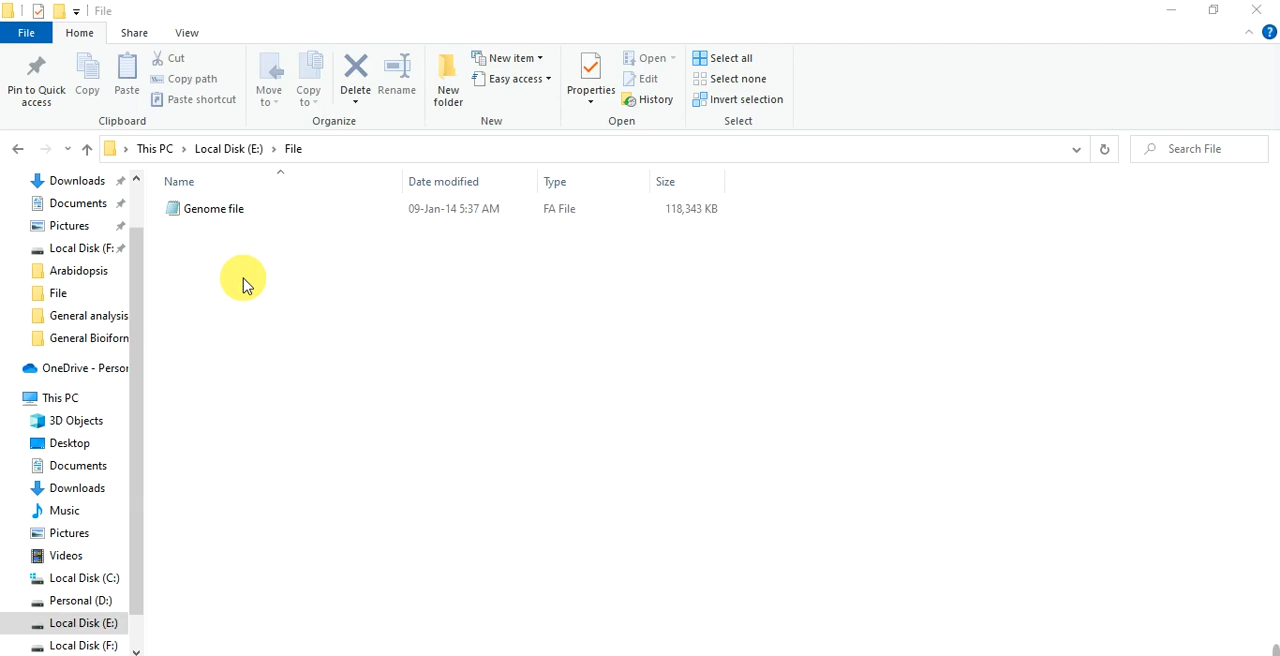 File
File Home Share View
Pin to Quick access
Copy
Paste
Cut
Copy path
Paste shortcut
Clipboard
Move to
Copy to
Delete
Rename
Organize
New folder
New item
Easy access
New
Properties
Open
Edit
History
Open
Select all
Select none
Invert selection
Select
This PC › Local Disk (E:) › File
Search File
Name Date modified Type Size
Genome file 09-Jan-14 5:37 AM FA File 118,343 KB
Downloads
Documents
Pictures
Local Disk (F:
Arabidopsis
File
General analysis
General Bioiforn
OneDrive - Persor
This PC
3D Objects
Desktop
Documents
Downloads
Music
Pictures
Videos
Local Disk (C:)
Personal (D:)
Local Disk (E:)
Local Disk (F:)